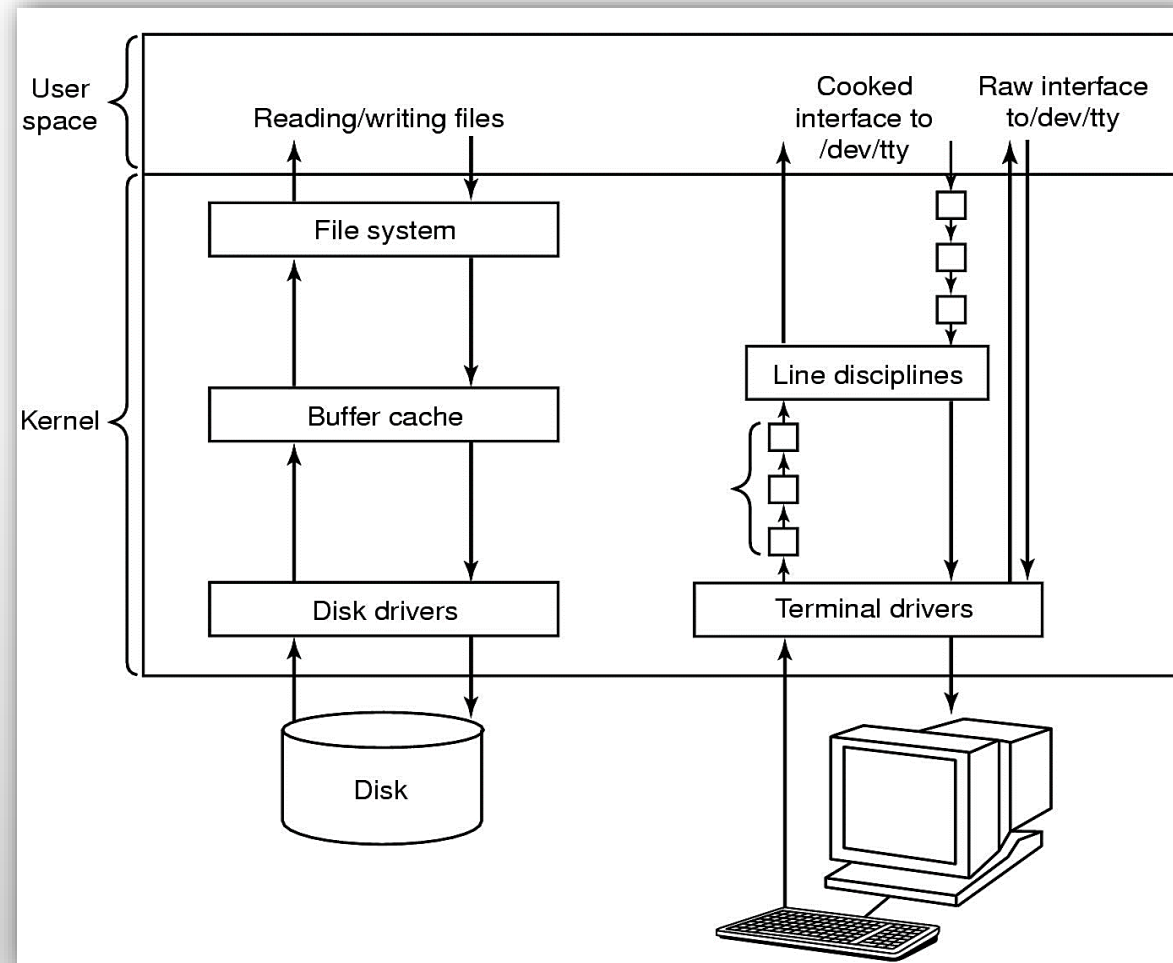 User
space
Reading/writing files
Cooked
interface to
/dev/tty
Raw interface
to/dev/tty
Kernel
File system
Buffer cache
Line disciplines
Disk drivers
Terminal drivers
Disk